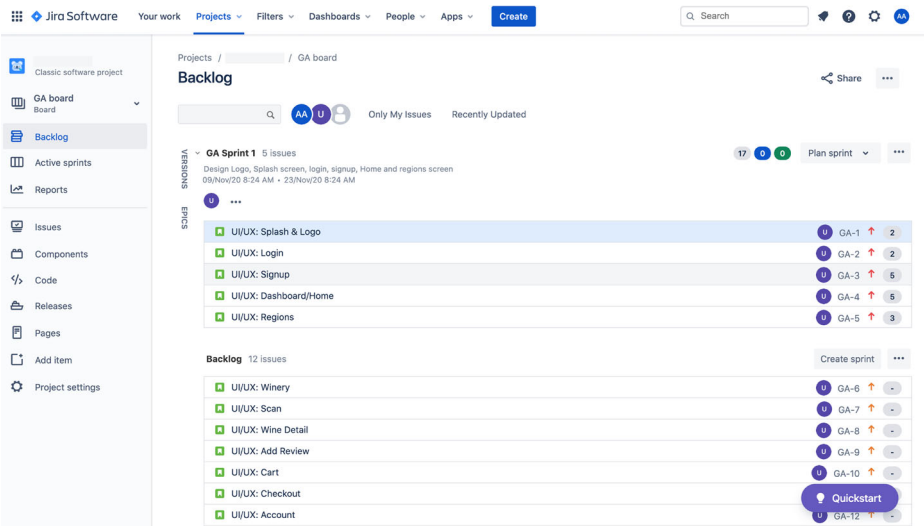 Jira Software Your work Projects Filters Dashboards People Apps Create Search AA
Classic software project
GA board
Board
Backlog
Active sprints
Reports
Issues
Components
Code
Releases
Pages
Add item
Project settings
Projects / / GA board
Backlog
Share
AA U Only My Issues Recently Updated
VERSIONS
EPICS
GA Sprint 1 5 issues 17 0 0 Plan sprint
Design Logo, Splash screen, login, signup, Home and regions screen
09/Nov/20 8:24 AM • 23/Nov/20 8:24 AM
U
UI/UX: Splash & Logo U GA-1 2
UI/UX: Login U GA-2 2
UI/UX: Signup U GA-3 5
UI/UX: Dashboard/Home U GA-4 5
UI/UX: Regions U GA-5 3
Backlog 12 issues Create sprint
UI/UX: Winery U GA-6 -
UI/UX: Scan U GA-7 -
UI/UX: Wine Detail U GA-8 -
UI/UX: Add Review U GA-9 -
UI/UX: Cart U GA-10 -
UI/UX: Checkout
Quickstart
UI/UX: Account U GA-12 -